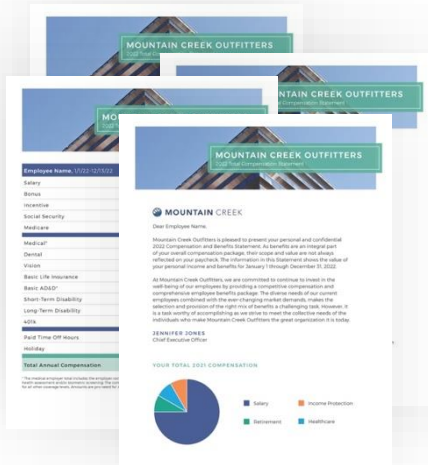 MOUNTAIN CREEK OUTFITTERS
2022 Total Compensation Statement
NTAIN CREEK OUTFITTERS
Compensation Statement
MO
2022 T
Employee Name, 1/1/22-12/13/22
Salary
Bonus
Incentive
Social Security
Medicare
Medical*
Dental
Vision
Basic Life Insurance
Basic AD&D*
Short-Term Disability
Long-Term Disability
401k
Paid Time Off Hours
Holiday
Total Annual Compensation
MOUNTAIN CREEK OUTFITTERS
2022 Total Compensation Statement
MOUNTAIN CREEK
Dear Employee Name,
Mountain Creek Outfitters is pleased to present your personal and confidential
2022 Compensation and Benefits Statement. As benefits are an integral part
of your overall compensation package, their scope and value are not always
reflected on your paycheck. The information in this Statement shows the value of
your personal income and benefits for January 1 through December 31, 2022.
At Mountain Creek Outfitters, we are committed to continue to invest in the
well-being of our employees by providing a competitive compensation and
comprehensive employee benefits package. The diverse needs of our current
employees combined with the ever-changing market demands, makes the
selection and provision of the right mix of benefits a challenging task. However, it
is a task worthy of accomplishing as we strive to meet the collective needs of the
individuals who make Mountain Creek Outfitters the great organization it is today.
JENNIFER JONES
Chief Executive Officer
YOUR TOTAL 2021 COMPENSATION
Salary
Income Protection
Retirement
Healthcare